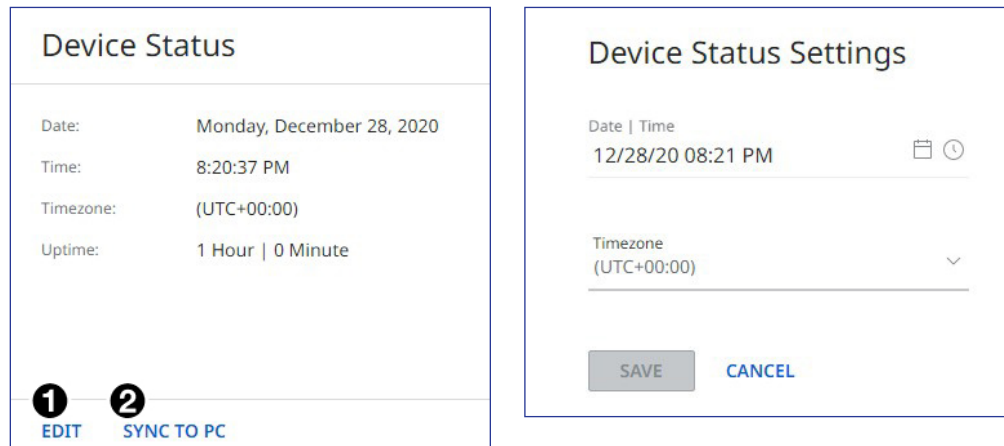 Device Status
Date: Monday, December 28, 2020
Time: 8:20:37 PM
Timezone: (UTC+00:00)
Uptime: 1 Hour | 0 Minute
1 2
EDIT SYNC TO PC
Device Status Settings
Date | Time
12/28/20 08:21 PM
Timezone
(UTC+00:00)
SAVE CANCEL